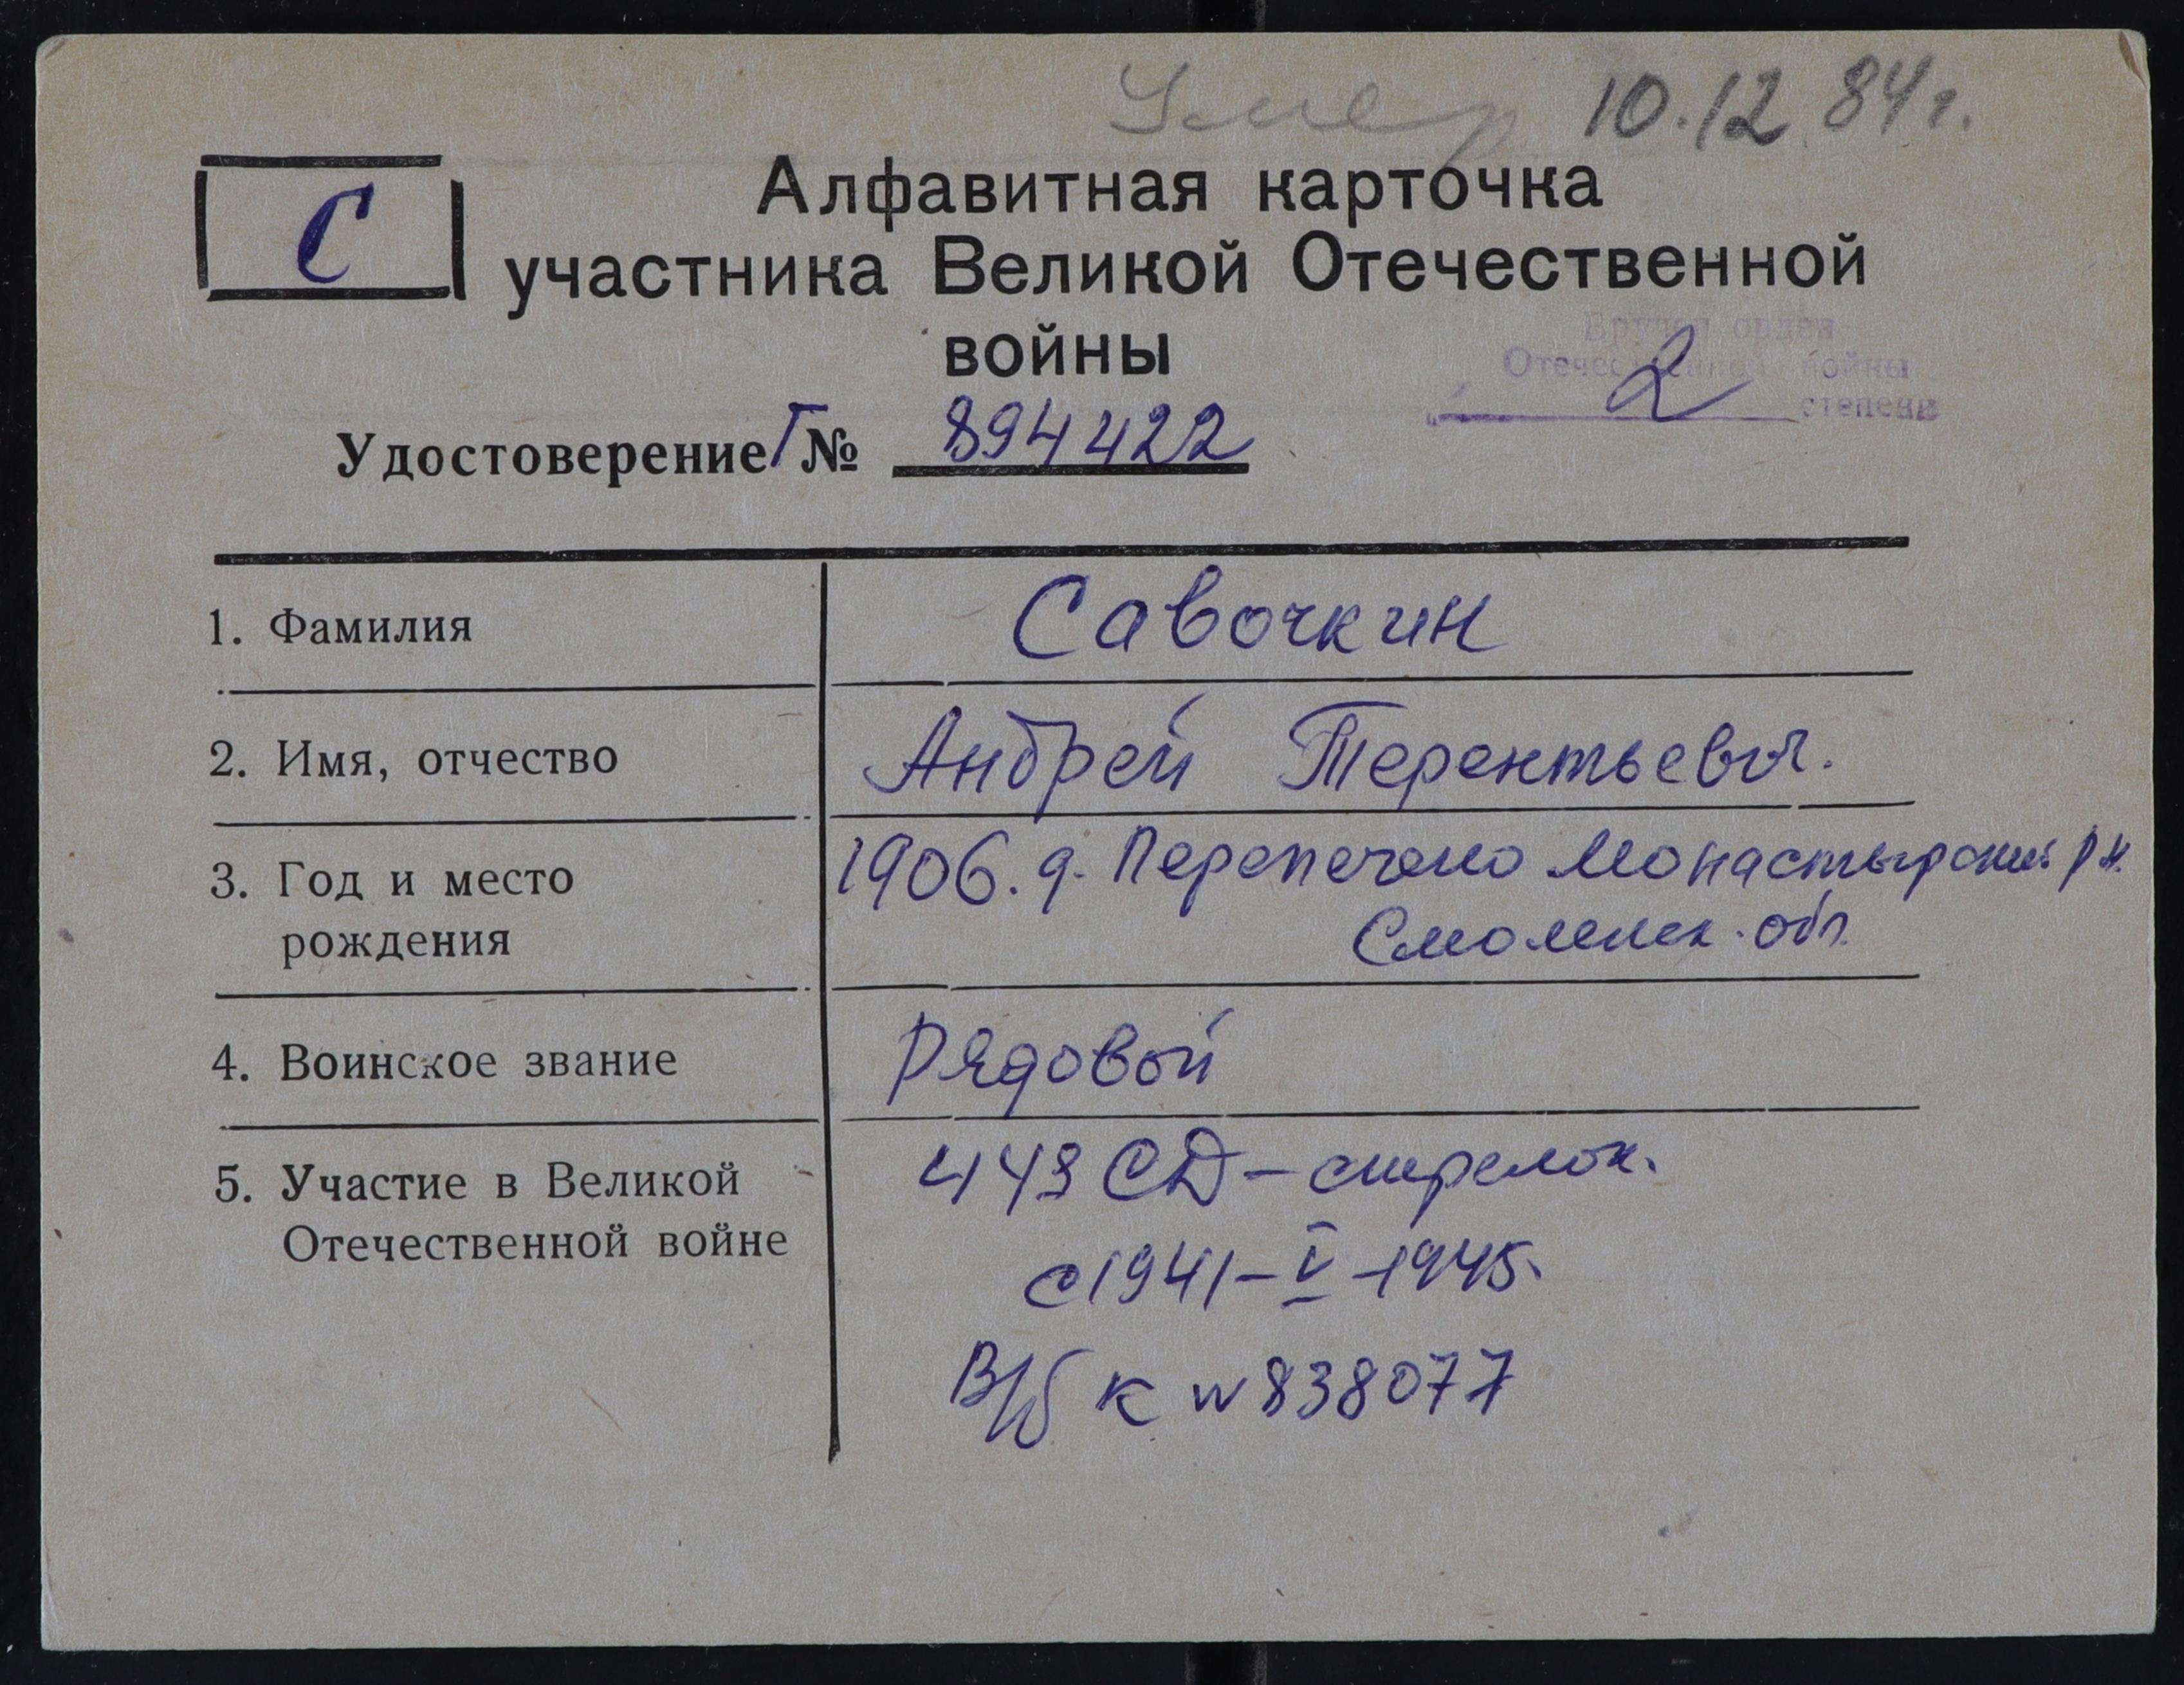 Умер 10.12.84 г.
С
Алфавитная карточка
участника Великой Отечественной
войны
Вручен орден
Отечественной войны
2 степени
Удостоверение Г № 894422
1. Фамилия Савочкин
2. Имя, отчество Андрей Терентьевич.
3. Год и место 1906. д. Перепечено Монастырский р-н.
рождения Смоленск. обл.
4. Воинское звание Рядовой
5. Участие в Великой 443 СД – стрелок.
Отечественной войне с 1941 – V – 1945.
В/б к № 838077